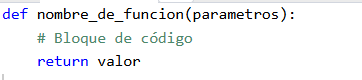 def nombre_de_funcion(parametros):
    # Bloque de código
    return valor